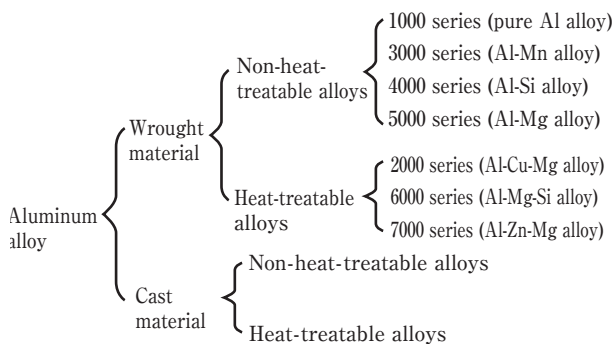 1000 series (pure Al alloy)
3000 series (Al-Mn alloy)
Non-heat-
treatable alloys
4000 series (Al-Si alloy)
5000 series (Al-Mg alloy)
Wrought
material
2000 series (Al-Cu-Mg alloy)
Heat-treatable
alloys
6000 series (Al-Mg-Si alloy)
7000 series (Al-Zn-Mg alloy)
Aluminum
alloy
Non-heat-treatable alloys
Cast
material
Heat-treatable alloys